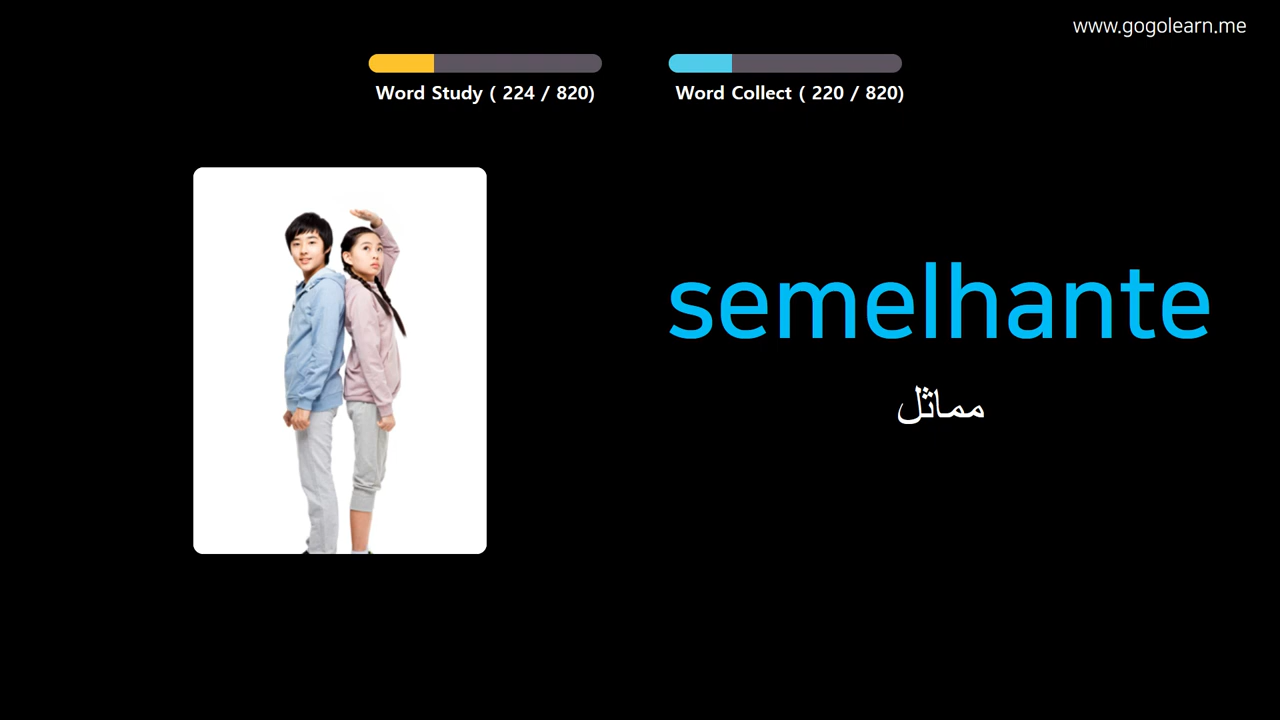 www.gogolearn.me
Word Study ( 224 / 820)
Word Collect ( 220 / 820)
semelhante
مماثل